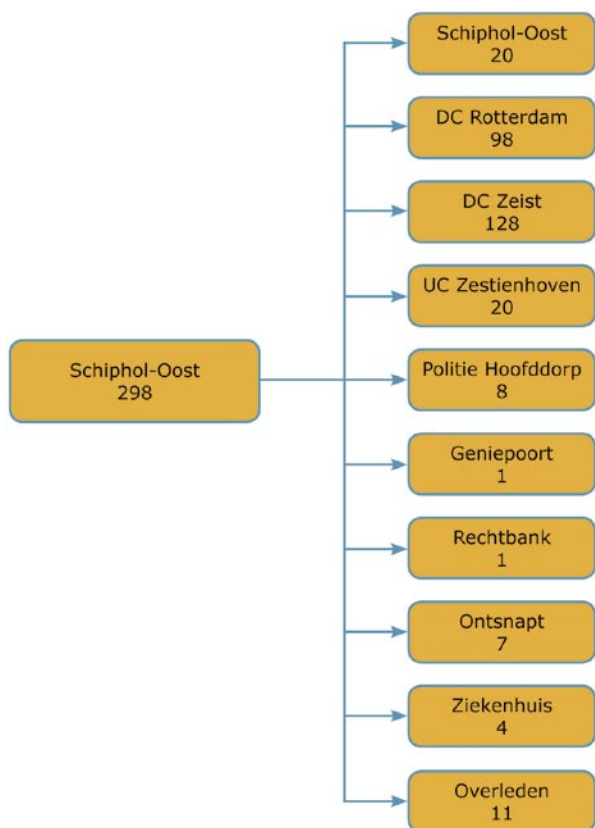 Schiphol-Oost
20
DC Rotterdam
98
DC Zeist
128
UC Zestienhoven
20
Schiphol-Oost
298
Politie Hoofddorp
8
Geniepoort
1
Rechtbank
1
Ontsnapt
7
Ziekenhuis
4
Overleden
11